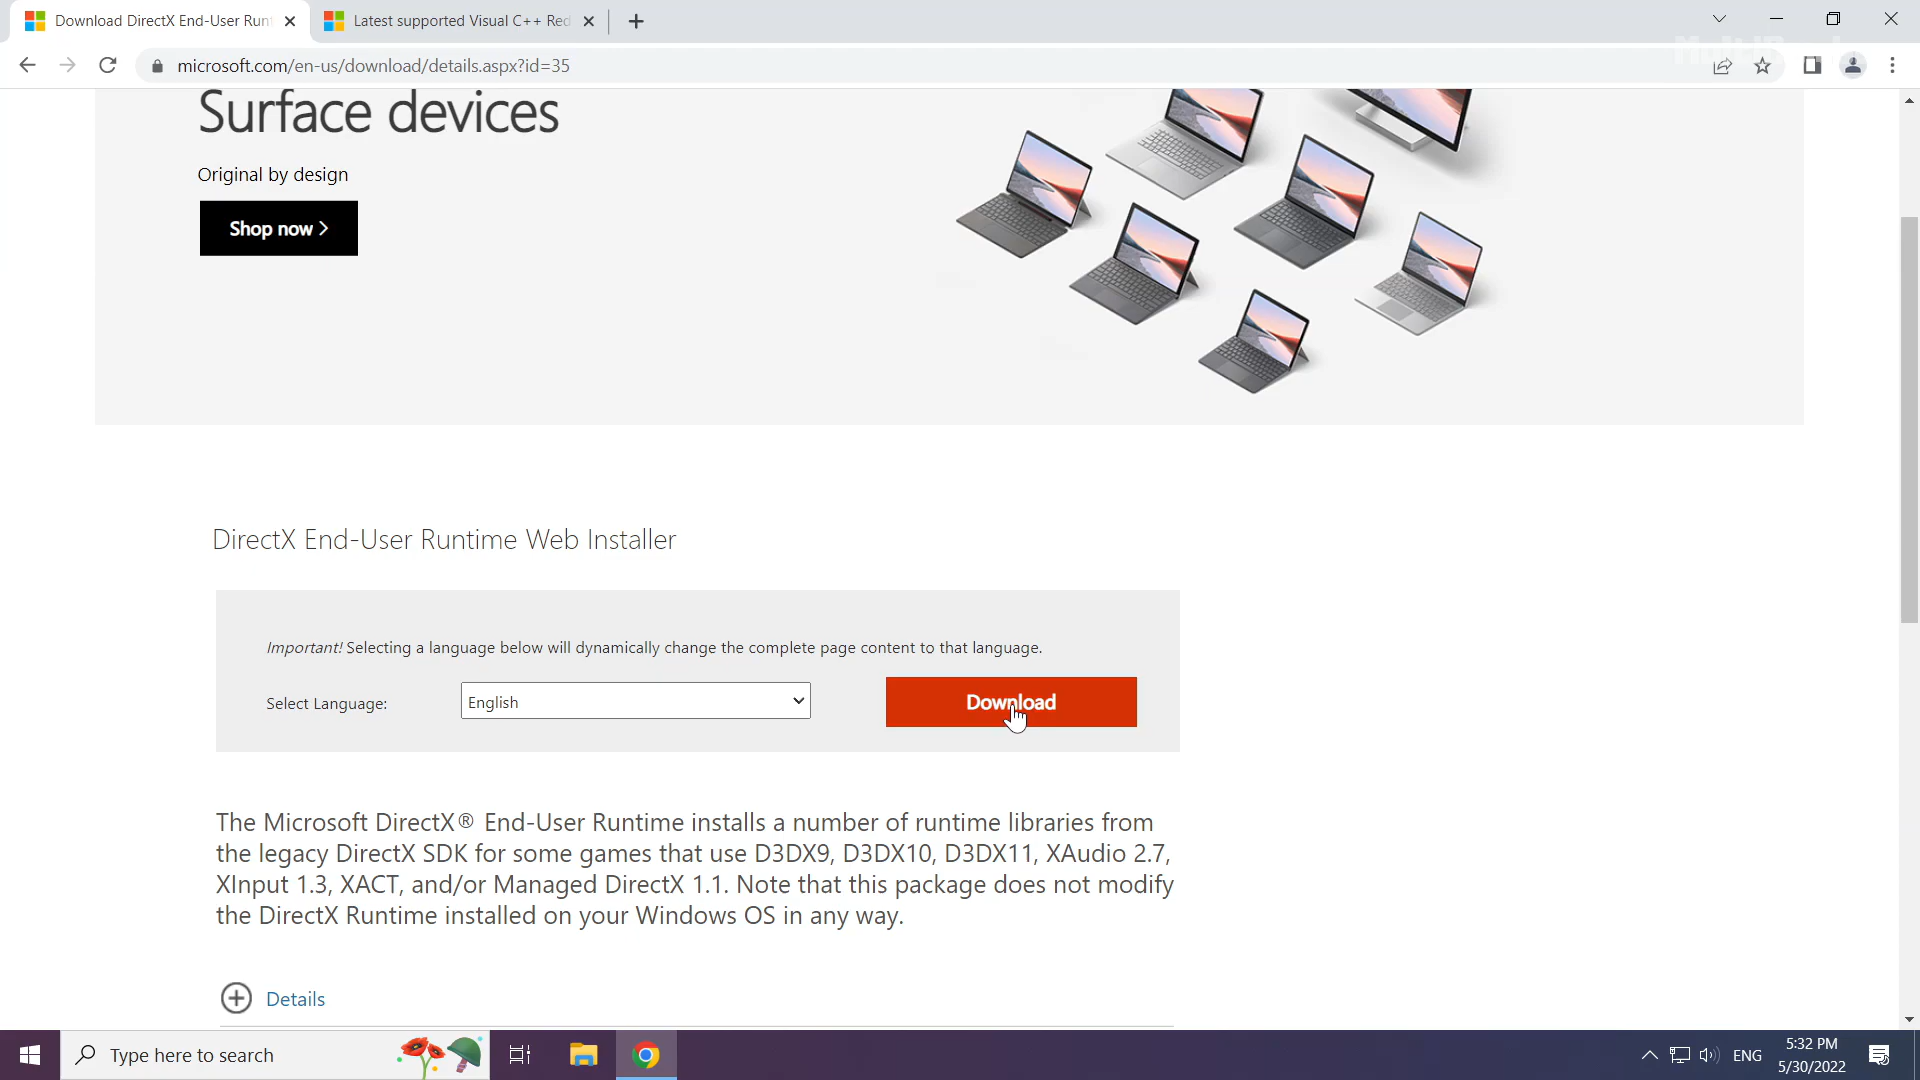 Download DirectX End-User Runt
Latest supported Visual C++ Red
microsoft.com/en-us/download/details.aspx?id=35
Surface devices
Original by design
Shop now
DirectX End-User Runtime Web Installer
Important! Selecting a language below will dynamically change the complete page content to that language.
Select Language:
English
Download
The Microsoft DirectX® End-User Runtime installs a number of runtime libraries from
the legacy DirectX SDK for some games that use D3DX9, D3DX10, D3DX11, XAudio 2.7,
XInput 1.3, XACT, and/or Managed DirectX 1.1. Note that this package does not modify
the DirectX Runtime installed on your Windows OS in any way.
Details
Type here to search
ENG
5:32 PM
5/30/2022